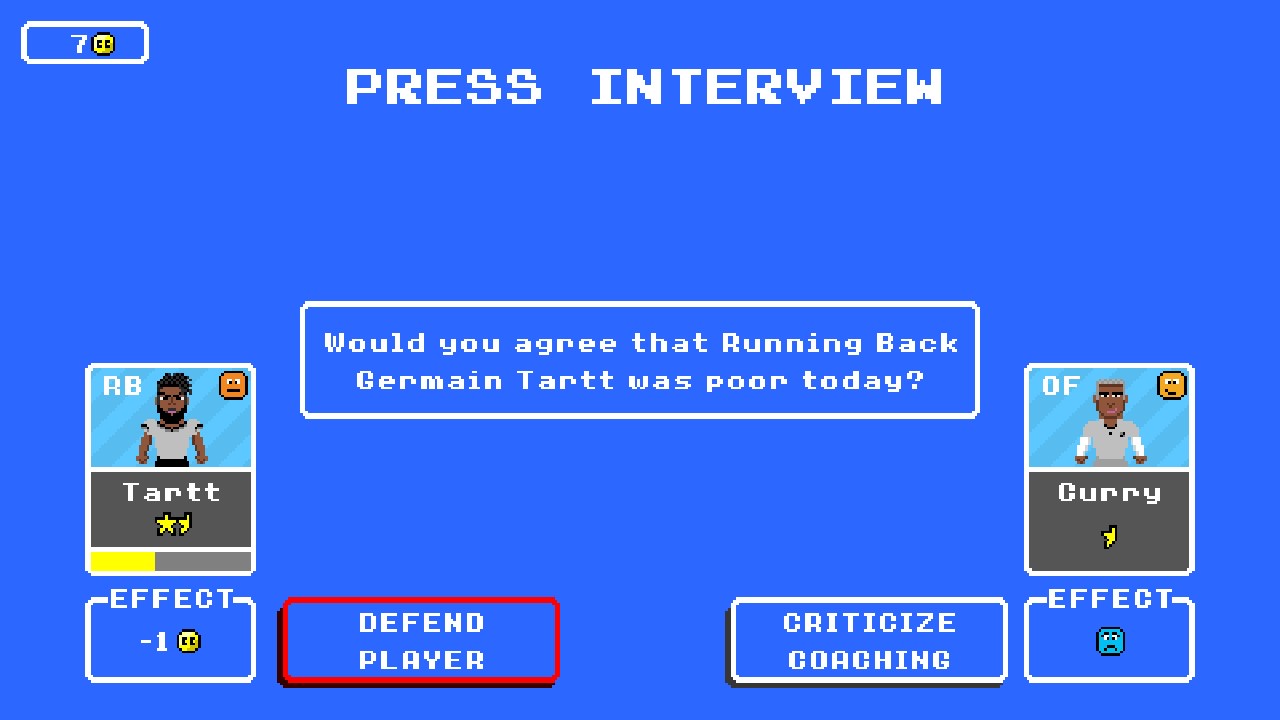 7
PRESS INTERVIEW
Would you agree that Running Back
Germain Tartt was poor today?
RB
Tartt
EFFECT
-1
DEFEND
PLAYER
CRITICIZE
COACHING
OF
Curry
EFFECT